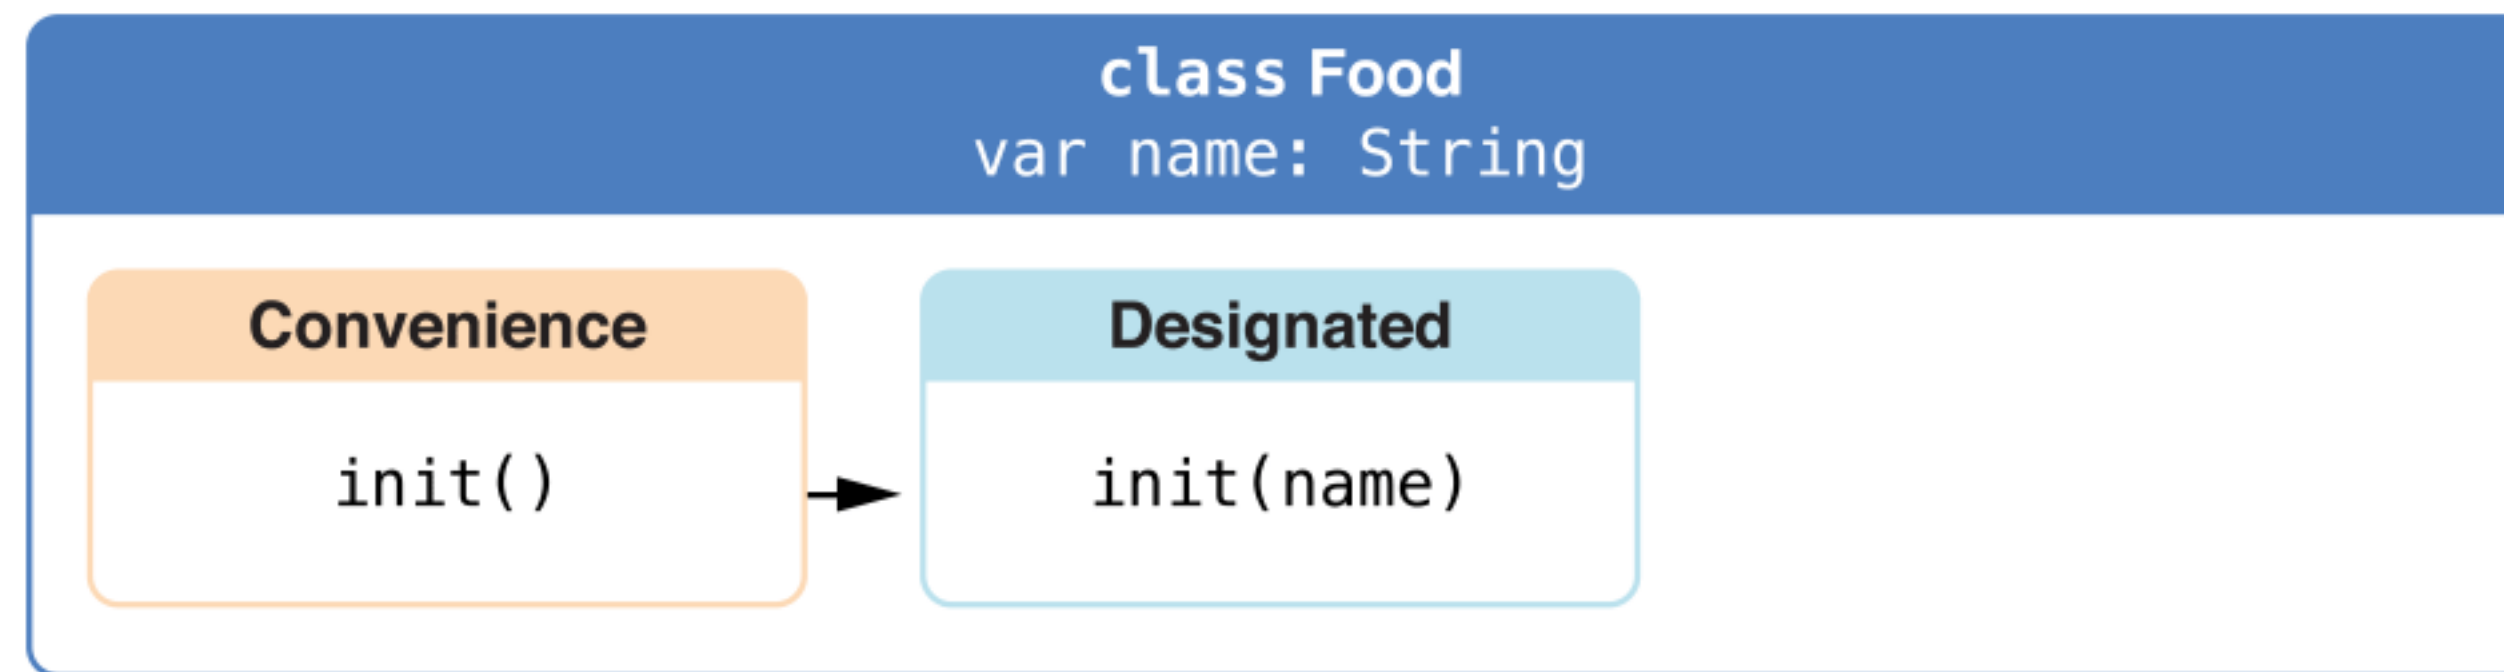 class Food
var name: String
Convenience
Designated
init()
init(name)